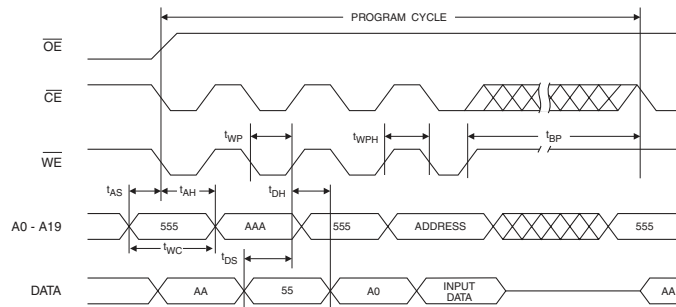 PROGRAM CYCLE
OE
CE
tWP
tWPH
tBP
WE
tAS
tAH
tDH
A0 - A19
555
AAA
555
ADDRESS
555
tWC
tDS
DATA
AA
55
A0
INPUT
DATA
AA